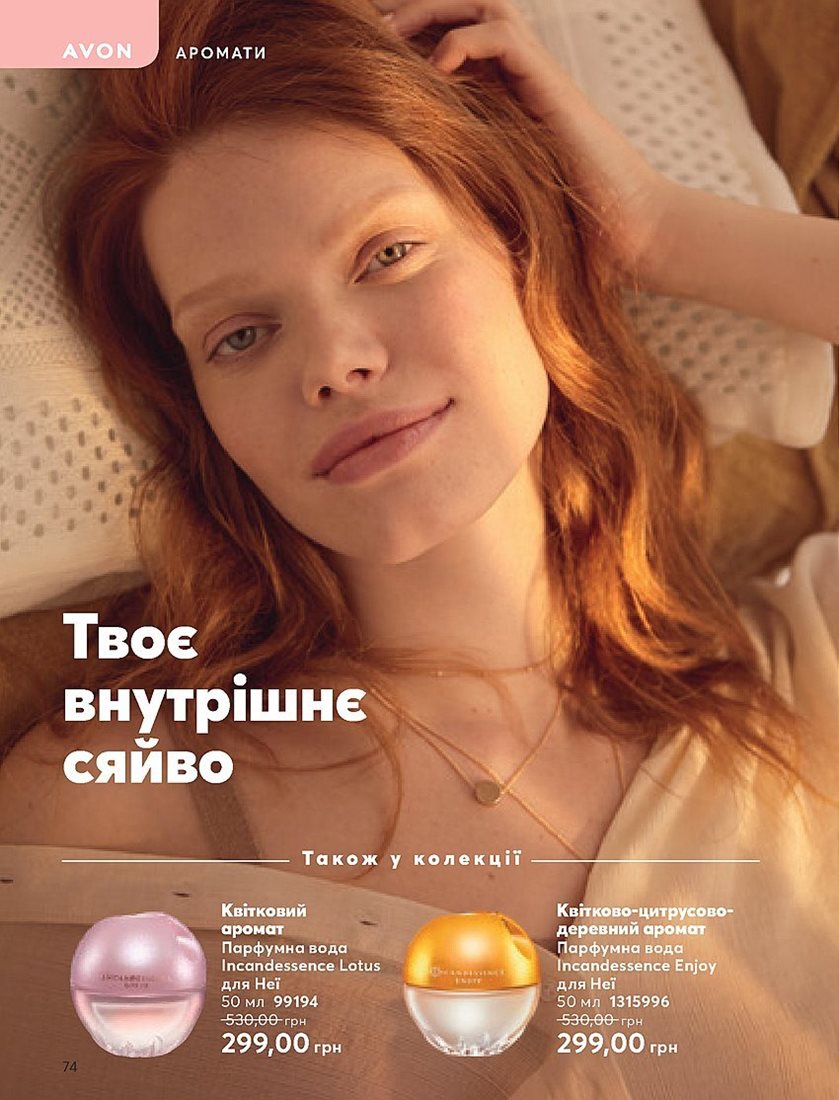 AVON АРОМАТИ
Твоє
внутрішнє
сяйво
Також у колекції
Квітковий
аромат
Парфумна вода
Incandessence Lotus
для Неї
50 мл 99194
530,00 грн
299,00 грн
Квітково-цитрусово-
деревний аромат
Парфумна вода
Incandessence Enjoy
для Неї
50 мл 1315996
530,00 грн
299,00 грн
INCANDESSENCE
ENJOY
74